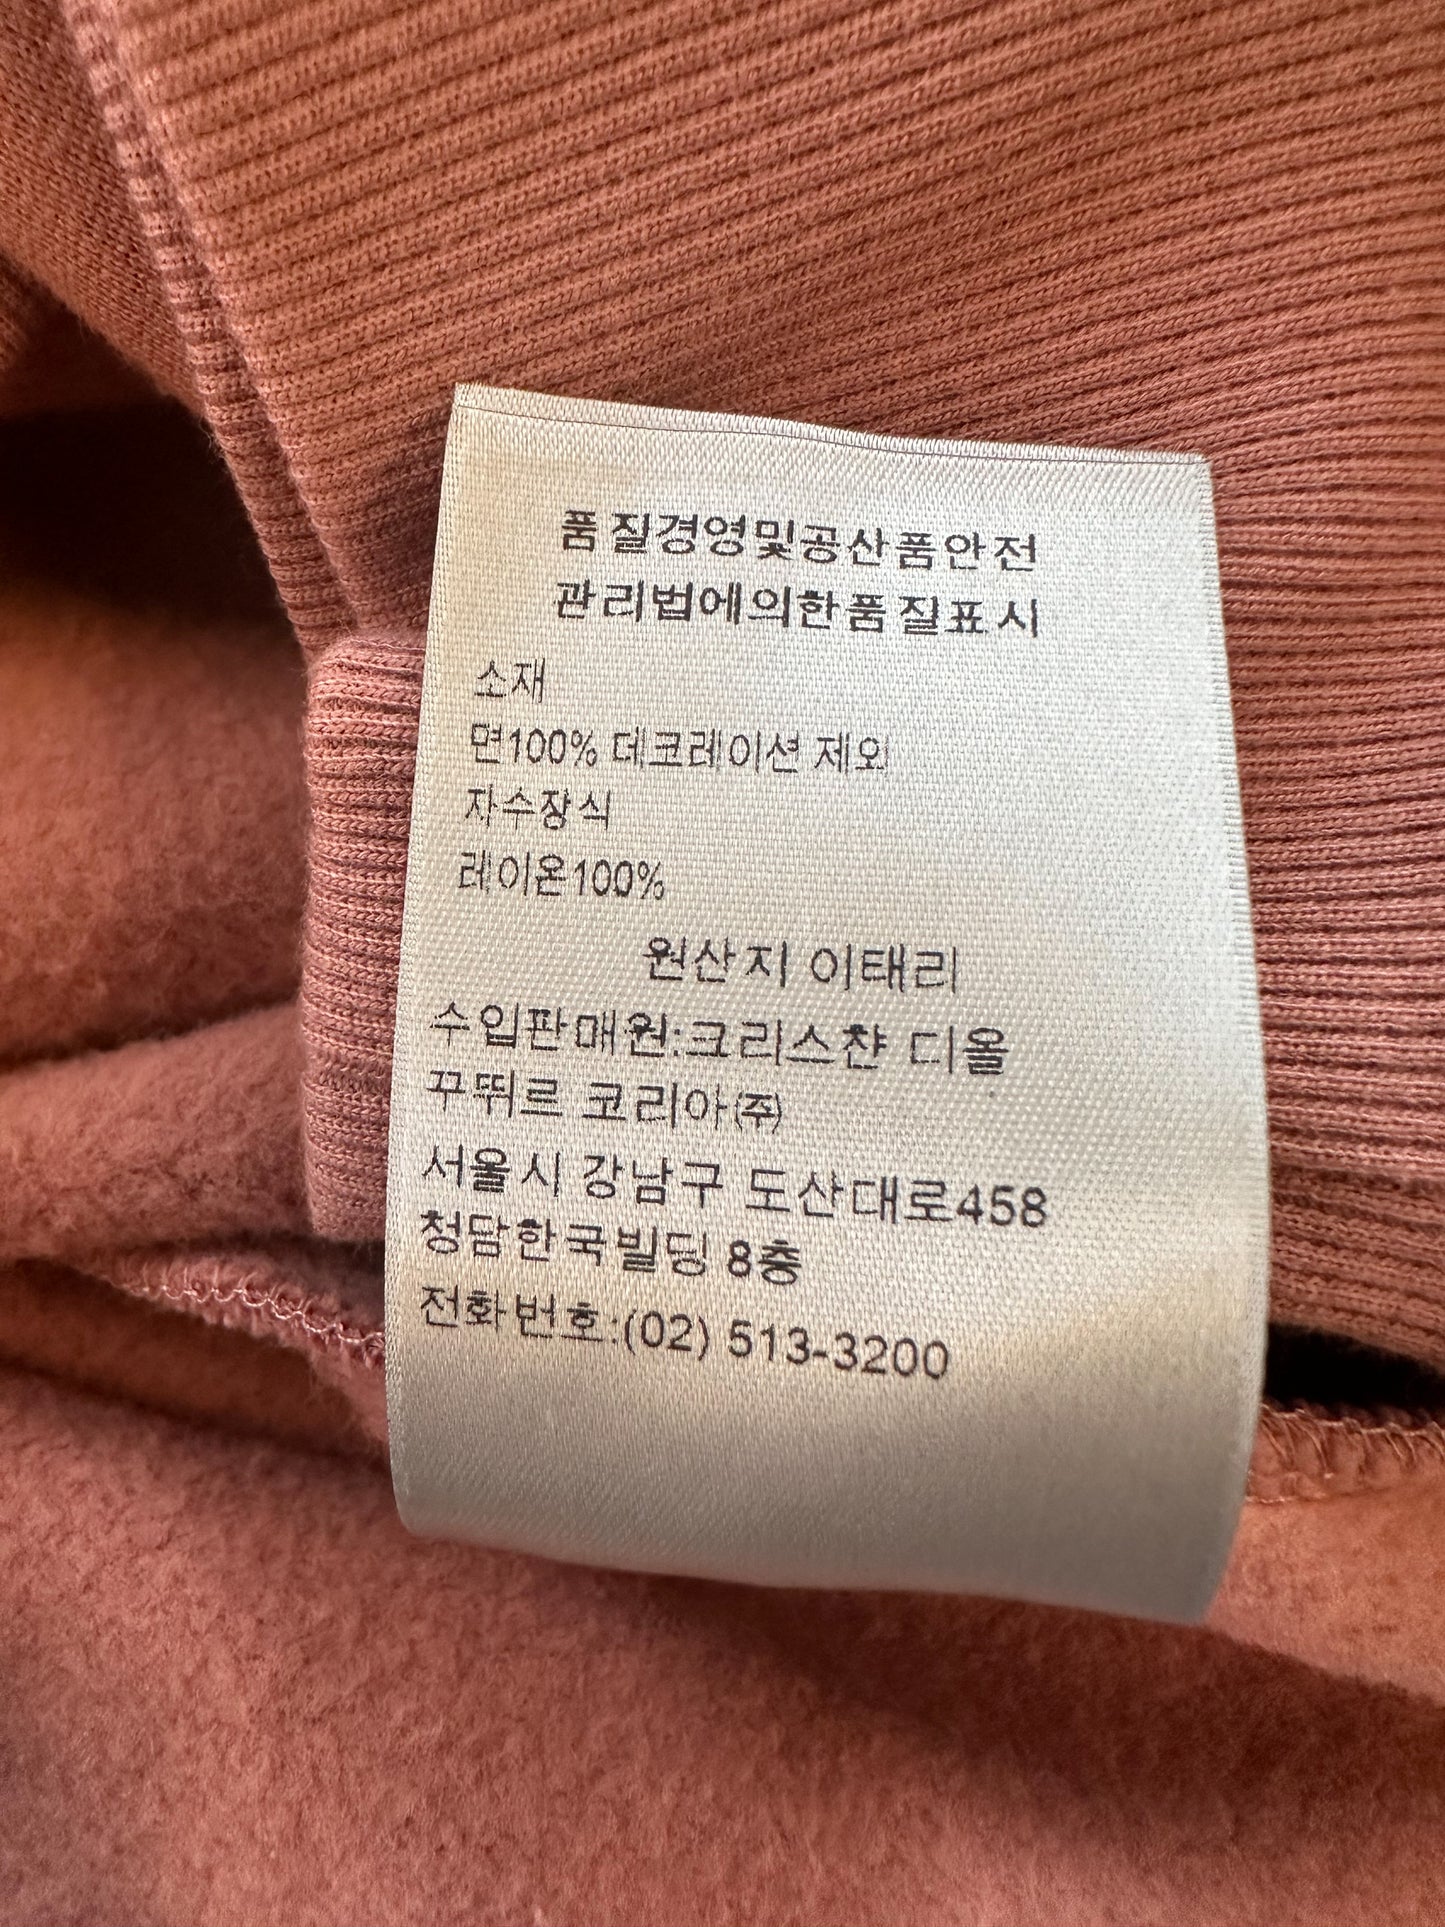 품질경영및공산품안전
관리법에의한품질표시
소재
면100% 데코레이션 제외
자수장식
레이온100%
원산지 이태리
수입판매원:크리스챤 디올
꾸뛰르 코리아㈜
서울시 강남구 도산대로458
청담한국빌딩 8층
전화번호:(02) 513-3200